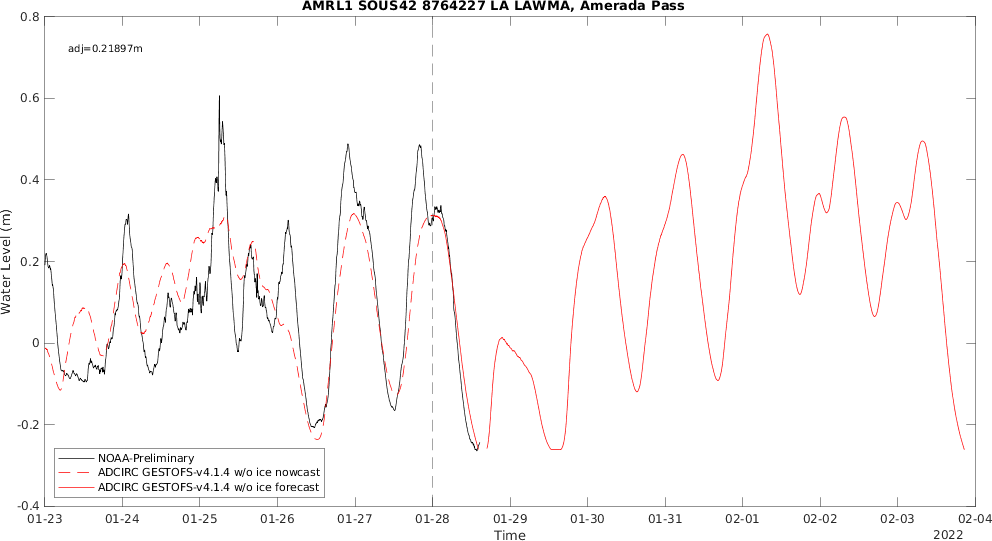 AMRL1 SOUS42 8764227 LA LAWMA, Amerada Pass
adj=0.21897m
0.8
0.6
0.4
0.2
0
-0.2
-0.4
Water Level (m)
NOAA-Preliminary
ADCIRC GESTOFS-v4.1.4 w/o ice nowcast
ADCIRC GESTOFS-v4.1.4 w/o ice forecast
01-23 01-24 01-25 01-26 01-27 01-28 01-29 01-30 01-31 02-01 02-02 02-03 02-04
Time
2022